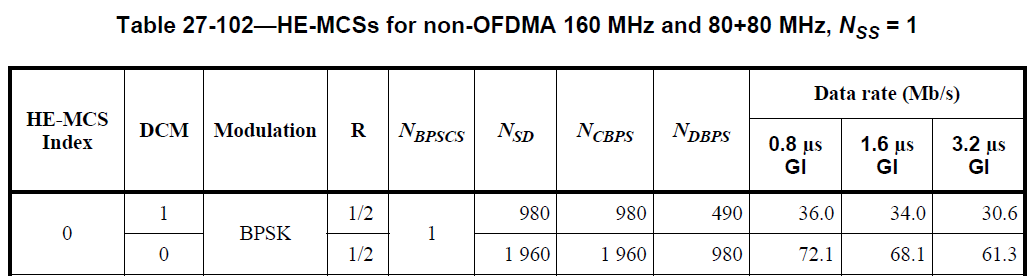 Table 27-102—HE-MCSs for non-OFDMA 160 MHz and 80+80 MHz, NSS = 1
HE-MCS Index DCM Modulation R NBPSCS NSD NCBPS NDBPS Data rate (Mb/s)
0.8 µs GI 1.6 µs GI 3.2 µs GI
0 1 BPSK 1/2 1 980 980 490 36.0 34.0 30.6
0 1/2 1 960 1 960 980 72.1 68.1 61.3